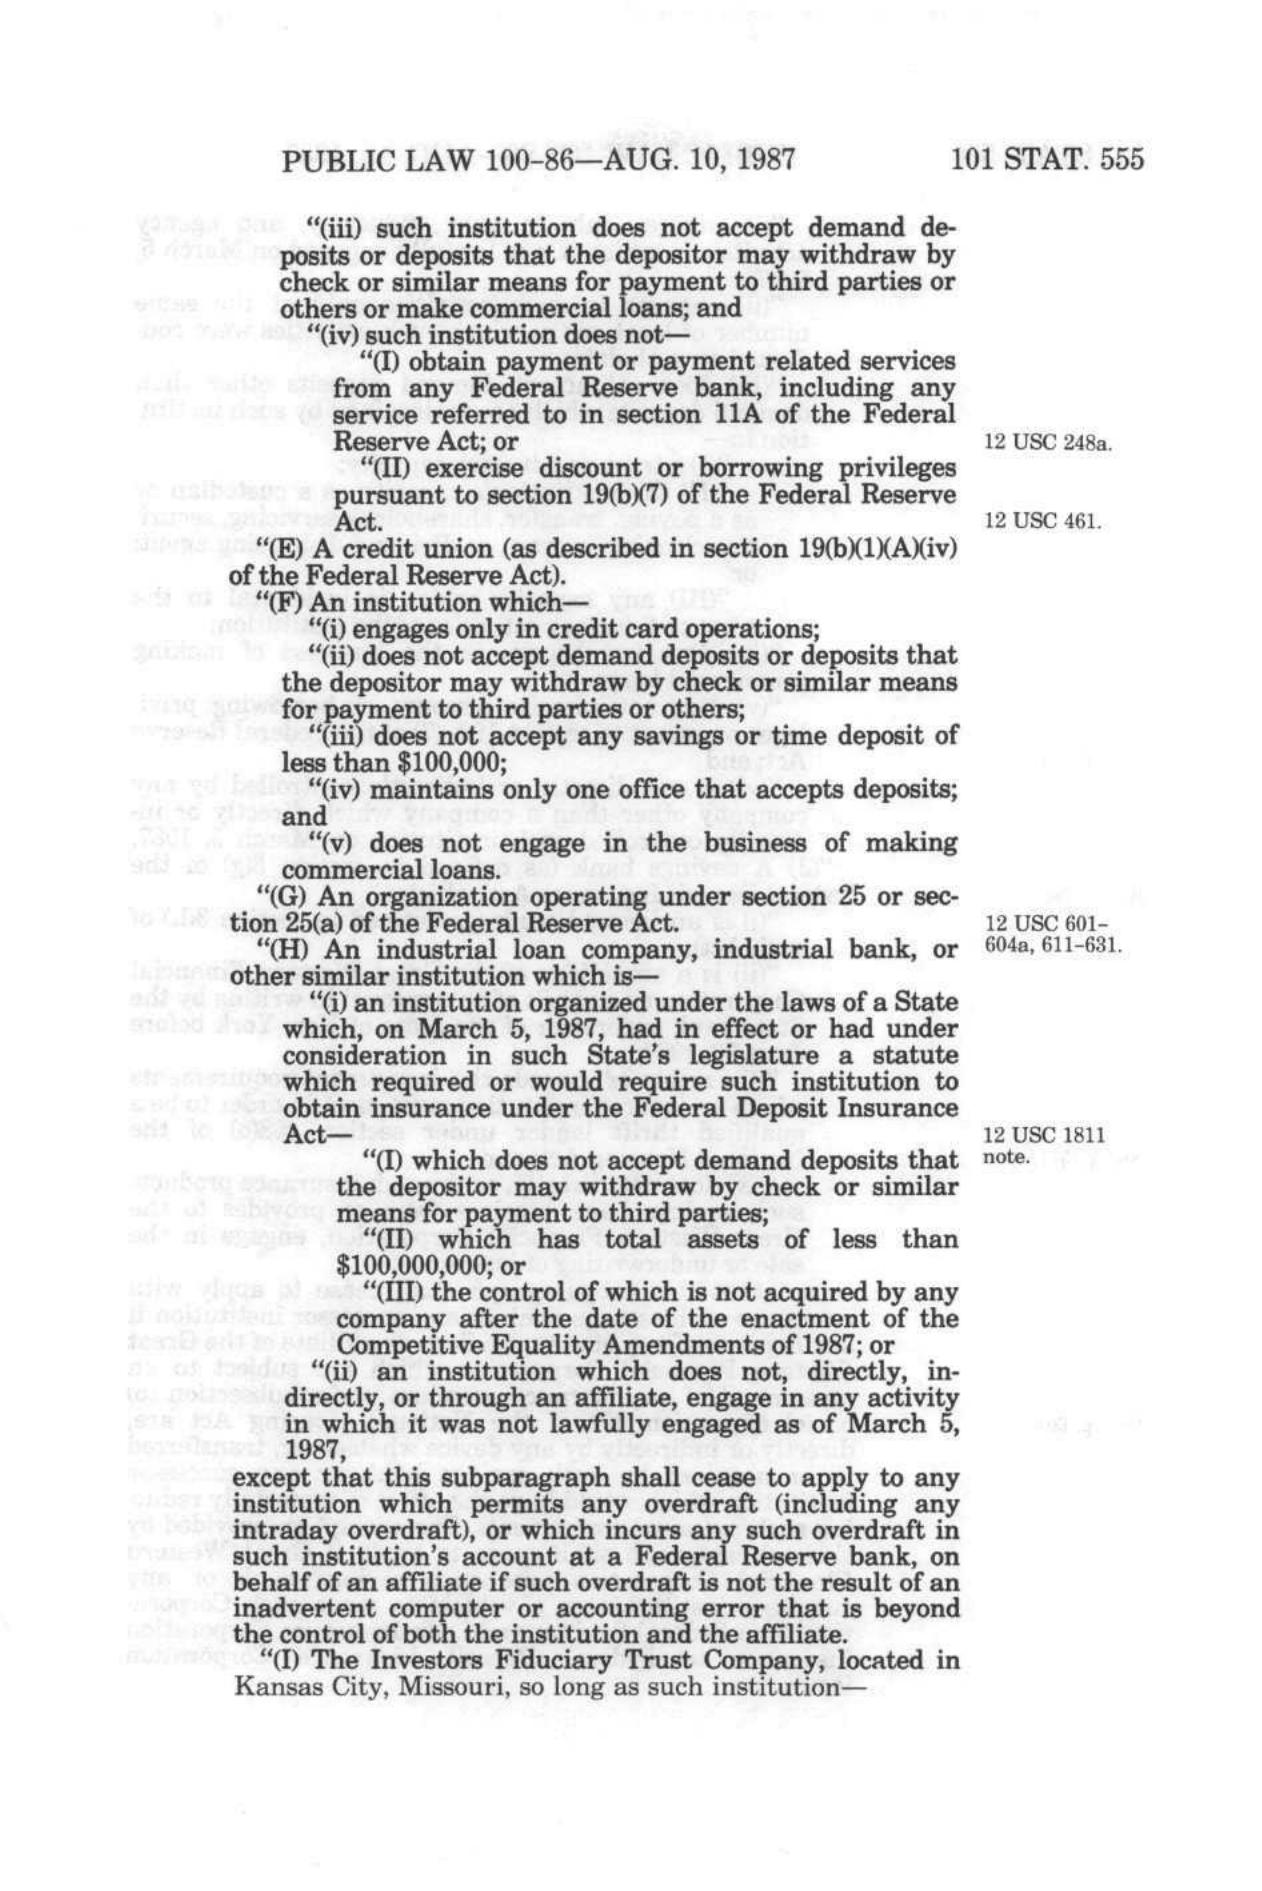 PUBLIC LAW 100–86—AUG. 10, 1987 101 STAT. 555
“(iii) such institution does not accept demand de-
posits or deposits that the depositor may withdraw by
check or similar means for payment to third parties or
others or make commercial loans; and
“(iv) such institution does not—
“(I) obtain payment or payment related services
from any Federal Reserve bank, including any
service referred to in section 11A of the Federal
Reserve Act; or
12 USC 248a.
“(II) exercise discount or borrowing privileges
pursuant to section 19(b)(7) of the Federal Reserve
Act.
12 USC 461.
“(E) A credit union (as described in section 19(b)(1)(A)(iv)
of the Federal Reserve Act).
“(F) An institution which—
“(i) engages only in credit card operations;
“(ii) does not accept demand deposits or deposits that
the depositor may withdraw by check or similar means
for payment to third parties or others;
“(iii) does not accept any savings or time deposit of
less than $100,000;
“(iv) maintains only one office that accepts deposits;
and
“(v) does not engage in the business of making
commercial loans.
“(G) An organization operating under section 25 or sec-
tion 25(a) of the Federal Reserve Act.
12 USC 601–
604a, 611–631.
“(H) An industrial loan company, industrial bank, or
other similar institution which is—
“(i) an institution organized under the laws of a State
which, on March 5, 1987, had in effect or had under
consideration in such State's legislature a statute
which required or would require such institution to
obtain insurance under the Federal Deposit Insurance
Act—
12 USC 1811
note.
“(I) which does not accept demand deposits that
the depositor may withdraw by check or similar
means for payment to third parties;
“(II) which has total assets of less than
$100,000,000; or
“(III) the control of which is not acquired by any
company after the date of the enactment of the
Competitive Equality Amendments of 1987; or
“(ii) an institution which does not, directly, in-
directly, or through an affiliate, engage in any activity
in which it was not lawfully engaged as of March 5,
1987,
except that this subparagraph shall cease to apply to any
institution which permits any overdraft (including any
intraday overdraft), or which incurs any such overdraft in
such institution's account at a Federal Reserve bank, on
behalf of an affiliate if such overdraft is not the result of an
inadvertent computer or accounting error that is beyond
the control of both the institution and the affiliate.
“(I) The Investors Fiduciary Trust Company, located in
Kansas City, Missouri, so long as such institution—